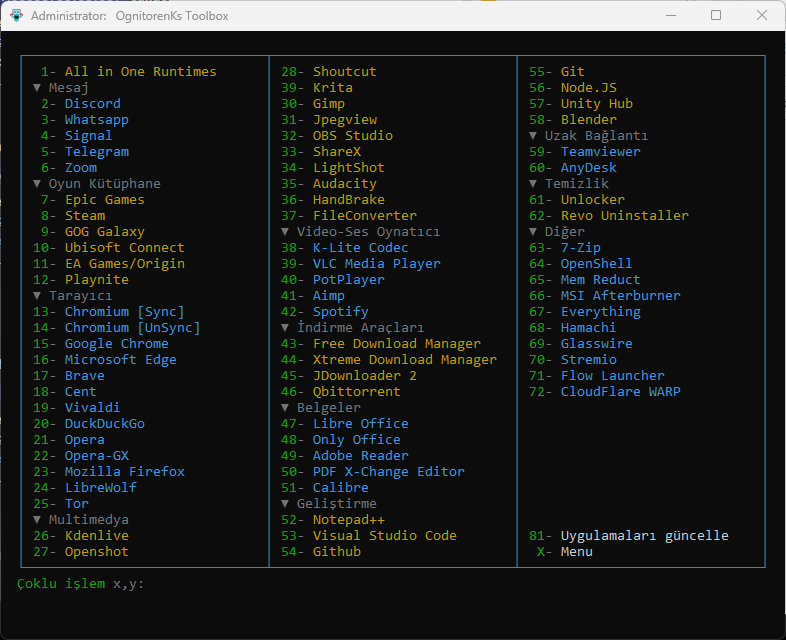 Administrator: OgnitorenKs Toolbox
1- All in One Runtimes
▼ Mesaj
2- Discord
3- Whatsapp
4- Signal
5- Telegram
6- Zoom
▼ Oyun Kütüphane
7- Epic Games
8- Steam
9- GOG Galaxy
10- Ubisoft Connect
11- EA Games/Origin
12- Playnite
▼ Tarayıcı
13- Chromium [Sync]
14- Chromium [UnSync]
15- Google Chrome
16- Microsoft Edge
17- Brave
18- Cent
19- Vivaldi
20- DuckDuckGo
21- Opera
22- Opera-GX
23- Mozilla Firefox
24- LibreWolf
25- Tor
▼ Multimedya
26- Kdenlive
27- Openshot
28- Shoutcut
39- Krita
30- Gimp
31- Jpegview
32- OBS Studio
33- ShareX
34- LightShot
35- Audacity
36- HandBrake
37- FileConverter
▼ Video-Ses Oynatıcı
38- K-Lite Codec
39- VLC Media Player
40- PotPlayer
41- Aimp
42- Spotify
▼ İndirme Araçları
43- Free Download Manager
44- Xtreme Download Manager
45- JDownloader 2
46- Qbittorrent
▼ Belgeler
47- Libre Office
48- Only Office
49- Adobe Reader
50- PDF X-Change Editor
51- Calibre
▼ Geliştirme
52- Notepad++
53- Visual Studio Code
54- Github
55- Git
56- Node.JS
57- Unity Hub
58- Blender
▼ Uzak Bağlantı
59- Teamviewer
60- AnyDesk
▼ Temizlik
61- Unlocker
62- Revo Uninstaller
▼ Diğer
63- 7-Zip
64- OpenShell
65- Mem Reduct
66- MSI Afterburner
67- Everything
68- Hamachi
69- Glasswire
70- Stremio
71- Flow Launcher
72- CloudFlare WARP
81- Uygulamaları güncelle
X- Menu
Çoklu işlem x,y: